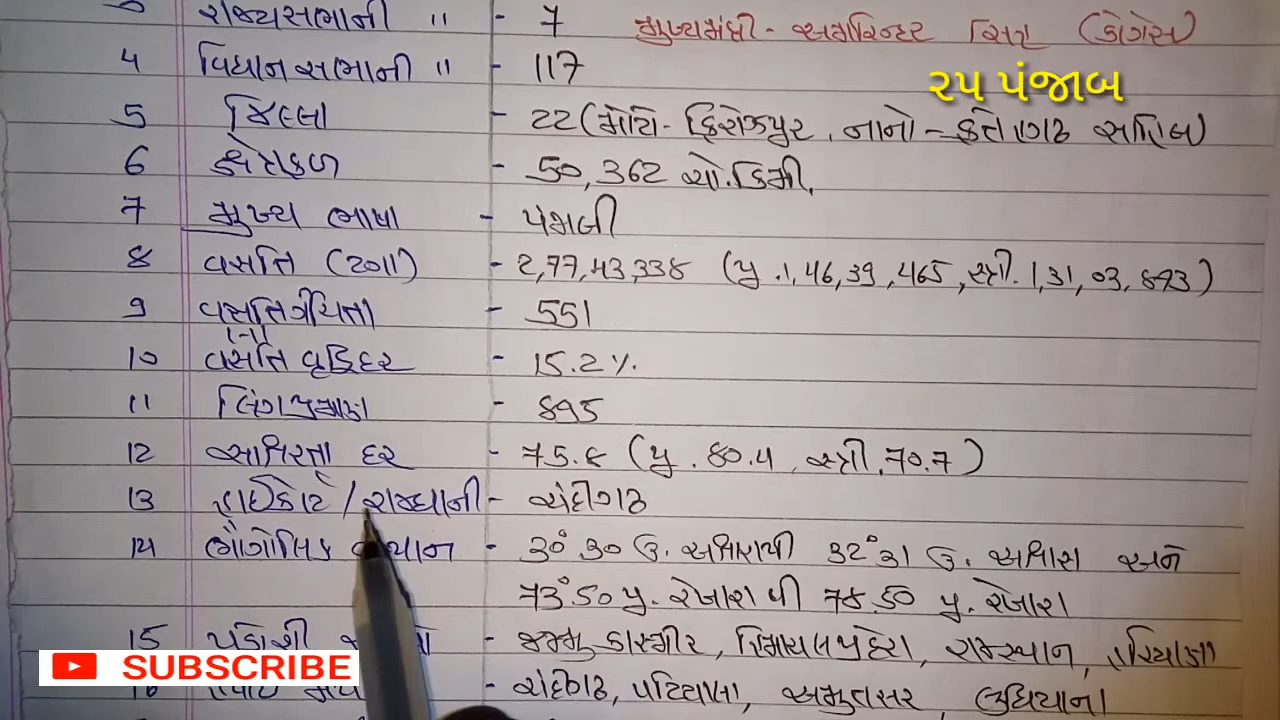 રાજ્યસભાની " - 7 મુખ્યમંત્રી - અમરિન્દર સિંહ (કોંગ્રેસ)
4 વિધાનસભાની " - 117
૨૫ પંજાબ
5 જિલ્લા - 22 (મોટો - ફિરોઝપુર, નાનો - ફતેહગઢ સાહિબ)
6 ક્ષેત્રફળ - 50,362 ચો.કિમી.
7 મુખ્ય ભાષા - પંજાબી
8 વસતિ (2011) - 2,77,43,338 (પુ.1,46,39,465, સ્ત્રી.1,31,03,873)
9 વસતિગીચતા - 551
10 વસતિ વૃદ્ધિદર - 15.2%
11 લિંગપ્રમાણ - 895
12 સાક્ષરતા દર - 75.8 (પુ. 80.4, સ્ત્રી.70.7)
13 હાઈકોર્ટ / રાજધાની - ચંદીગઢ
14 ભૌગોલિક - 30°.30 ઉ. અક્ષાંશથી 32°.31 ઉ. અક્ષાંશ અને
73°.50 પુ. રેખાંશથી 78.50 પુ. રેખાંશ
15 પડોશી - જમ્મુ કાશ્મીર, હિમાચલપ્રદેશ, રાજસ્થાન, હરિયાણા
SUBSCRIBE
16 - ચંદીગઢ, પટિયાલા, અમૃતસર, લુધિયાના